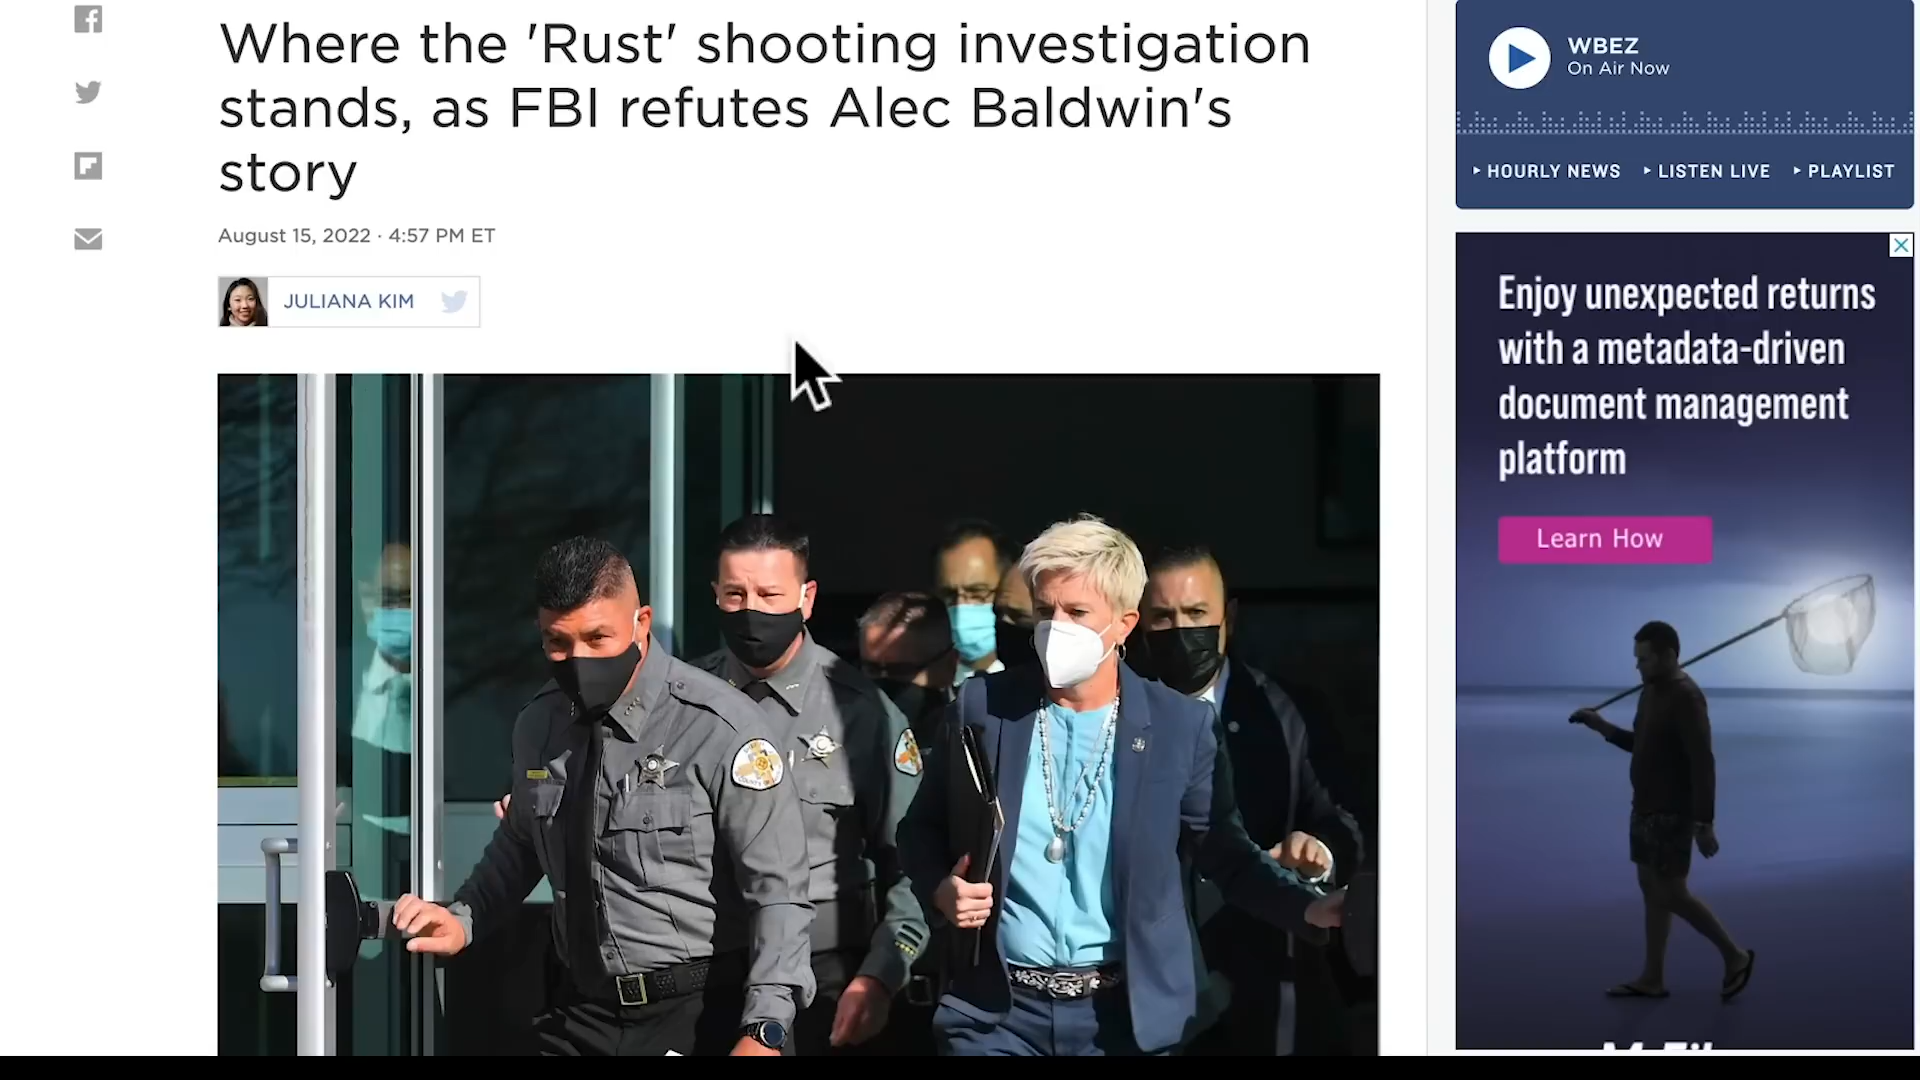 Where the 'Rust' shooting investigation
stands, as FBI refutes Alec Baldwin's
story
August 15, 2022 · 4:57 PM ET
JULIANA KIM
WBEZ
On Air Now
HOURLY NEWS
LISTEN LIVE
PLAYLIST
Enjoy unexpected returns
with a metadata-driven
document management
platform
Learn How